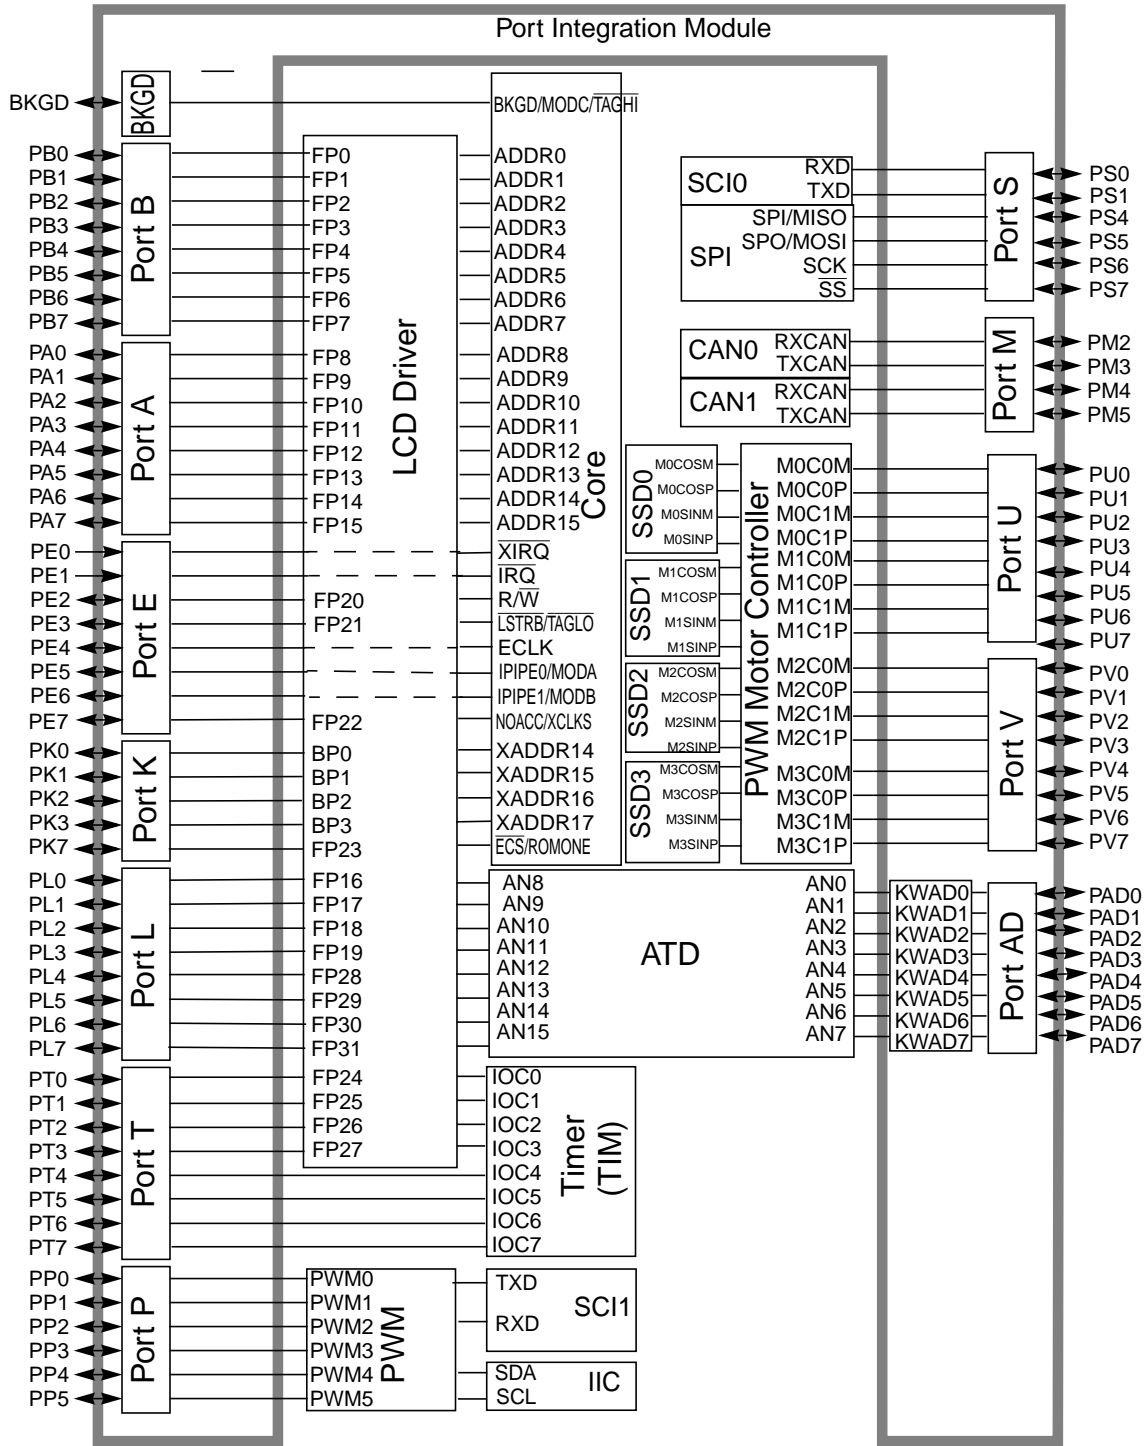 Port Integration Module
BKGD
BKGD
BKGD/MODC/TAGHI
PB0
PB1
PB2
PB3
PB4
PB5
PB6
PB7
Port B
FP0
FP1
FP2
FP3
FP4
FP5
FP6
FP7
ADDR0
ADDR1
ADDR2
ADDR3
ADDR4
ADDR5
ADDR6
ADDR7
PA0
PA1
PA2
PA3
PA4
PA5
PA6
PA7
Port A
FP8
FP9
FP10
FP11
FP12
FP13
FP14
FP15
LCD Driver
ADDR8
ADDR9
ADDR10
ADDR11
ADDR12
ADDR13
ADDR14
ADDR15
Core
PE0
PE1
PE2
PE3
PE4
PE5
PE6
PE7
Port E
FP20
FP21
FP22
XIRQ
IRQ
R/W
LSTRB/TAGLO
ECLK
IPIPE0/MODA
IPIPE1/MODB
NOACC/XCLKS
PK0
PK1
PK2
PK3
PK7
Port K
BP0
BP1
BP2
BP3
FP23
XADDR14
XADDR15
XADDR16
XADDR17
ECS/ROMONE
PL0
PL1
PL2
PL3
PL4
PL5
PL6
PL7
Port L
FP16
FP17
FP18
FP19
FP28
FP29
FP30
FP31
AN8
AN9
AN10
AN11
AN12
AN13
AN14
AN15
ATD
AN0
AN1
AN2
AN3
AN4
AN5
AN6
AN7
KWAD0
KWAD1
KWAD2
KWAD3
KWAD4
KWAD5
KWAD6
KWAD7
Port AD
PAD0
PAD1
PAD2
PAD3
PAD4
PAD5
PAD6
PAD7
PT0
PT1
PT2
PT3
PT4
PT5
PT6
PT7
Port T
FP24
FP25
FP26
FP27
IOC0
IOC1
IOC2
IOC3
IOC4
IOC5
IOC6
IOC7
Timer
(TIM)
PP0
PP1
PP2
PP3
PP4
PP5
Port P
PWM0
PWM1
PWM2
PWM3
PWM4
PWM5
PWM
TXD
RXD
SCI1
SDA
SCL
IIC
SCI0
RXD
TXD
SPI
SPI/MISO
SPO/MOSI
SCK
SS
Port S
PS0
PS1
PS4
PS5
PS6
PS7
CAN0
RXCAN
TXCAN
CAN1
RXCAN
TXCAN
Port M
PM2
PM3
PM4
PM5
SSD0
M0COSM
M0COSP
M0SINM
M0SINP
SSD1
M1COSM
M1COSP
M1SINM
M1SINP
SSD2
M2COSM
M2COSP
M2SINM
M2SINP
SSD3
M3COSM
M3COSP
M3SINM
M3SINP
PWM Motor Controller
M0C0M
M0C0P
M0C1M
M0C1P
M1C0M
M1C0P
M1C1M
M1C1P
M2C0M
M2C0P
M2C1M
M2C1P
M3C0M
M3C0P
M3C1M
M3C1P
Port U
PU0
PU1
PU2
PU3
PU4
PU5
PU6
PU7
Port V
PV0
PV1
PV2
PV3
PV4
PV5
PV6
PV7